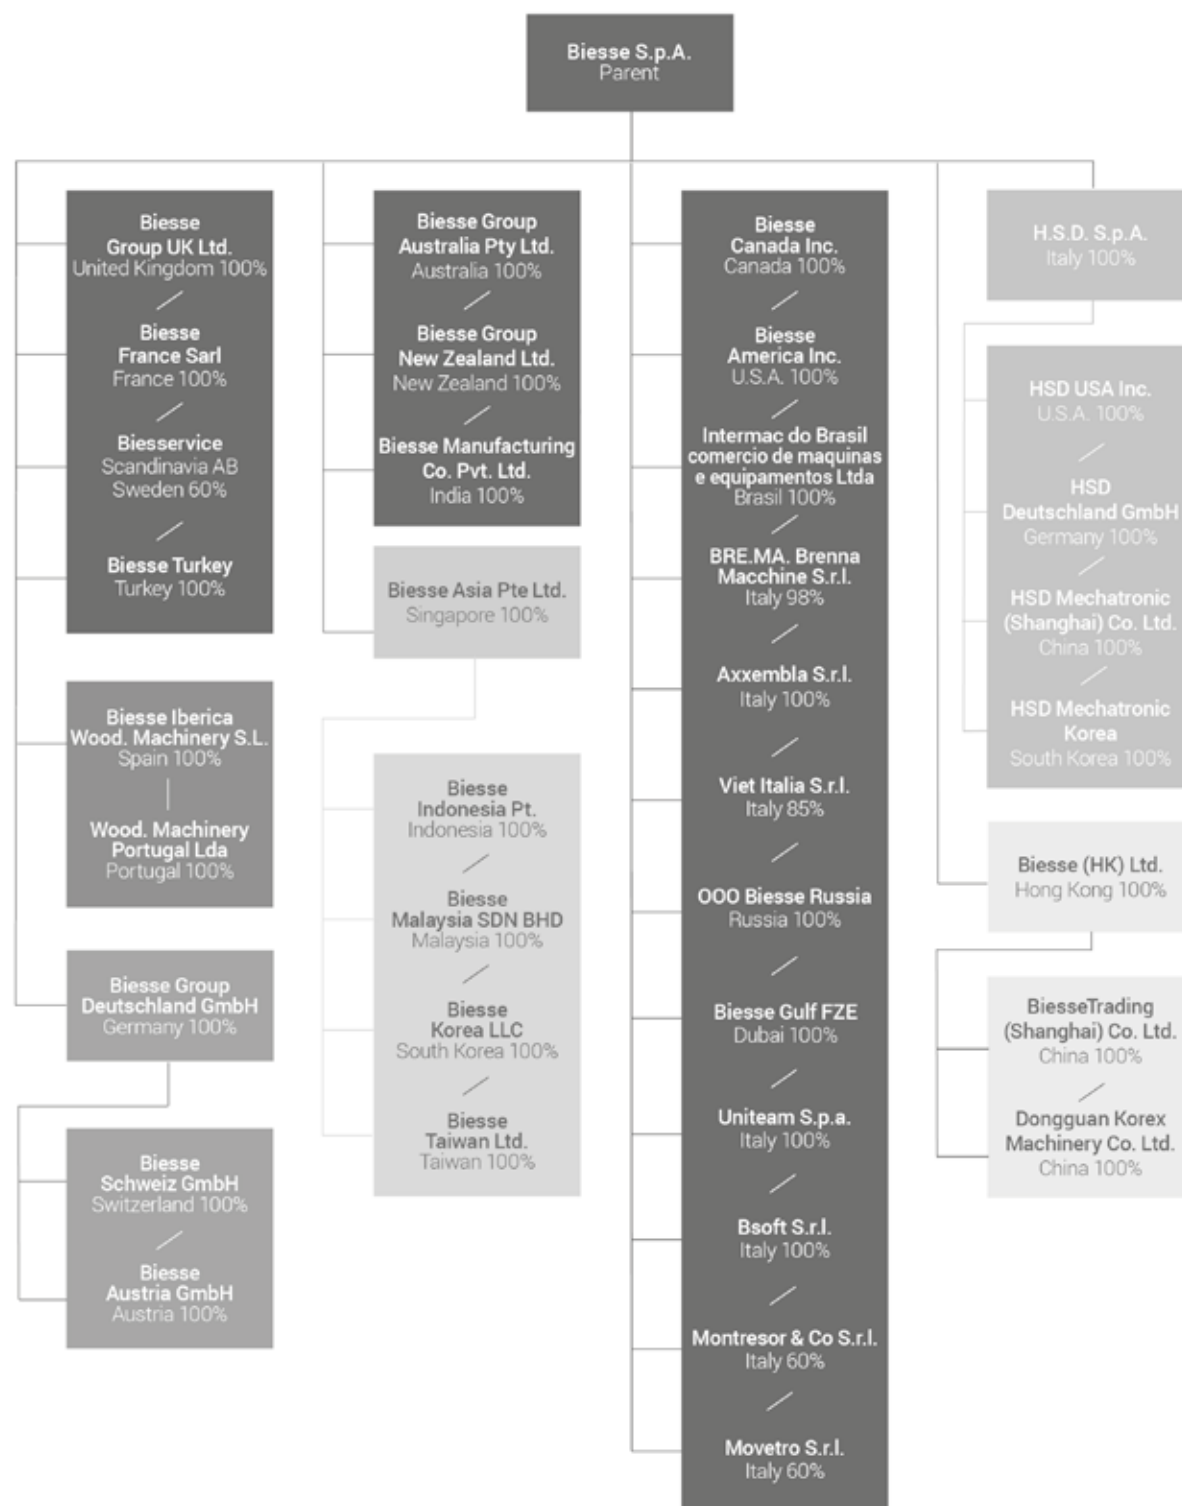 Biesse S.p.A.
Parent
Biesse
Group UK Ltd.
United Kingdom 100%
Biesse
France Sarl
France 100%
Biesservice
Scandinavia AB
Sweden 60%
Biesse Turkey
Turkey 100%
Biesse Iberica
Wood. Machinery S.L.
Spain 100%
Wood. Machinery
Portugal Lda
Portugal 100%
Biesse Group
Deutschland GmbH
Germany 100%
Biesse
Schweiz GmbH
Switzerland 100%
Biesse
Austria GmbH
Austria 100%
Biesse Group
Australia Pty Ltd.
Australia 100%
Biesse Group
New Zealand Ltd.
New Zealand 100%
Biesse Manufacturing
Co. Pvt. Ltd.
India 100%
Biesse Asia Pte Ltd.
Singapore 100%
Biesse
Indonesia Pt.
Indonesia 100%
Biesse
Malaysia SDN BHD
Malaysia 100%
Biesse
Korea LLC
South Korea 100%
Biesse
Taiwan Ltd.
Taiwan 100%
Biesse
Canada Inc.
Canada 100%
Biesse
America Inc.
U.S.A. 100%
Intermac do Brasil
comercio de maquinas
e equipamentos Ltda
Brasil 100%
BRE.MA. Brenna
Macchine S.r.l.
Italy 98%
Axxembla S.r.l.
Italy 100%
Viet Italia S.r.l.
Italy 85%
OOO Biesse Russia
Russia 100%
Biesse Gulf FZE
Dubai 100%
Uniteam S.p.a.
Italy 100%
Bsoft S.r.l.
Italy 100%
Montresor & Co S.r.l.
Italy 60%
Movetro S.r.l.
Italy 60%
H.S.D. S.p.A.
Italy 100%
HSD USA Inc.
U.S.A. 100%
HSD
Deutschland GmbH
Germany 100%
HSD Mechatronic
(Shanghai) Co. Ltd.
China 100%
HSD Mechatronic
Korea
South Korea 100%
Biesse (HK) Ltd.
Hong Kong 100%
BiesseTrading
(Shanghai) Co. Ltd.
China 100%
Dongguan Korex
Machinery Co. Ltd.
China 100%